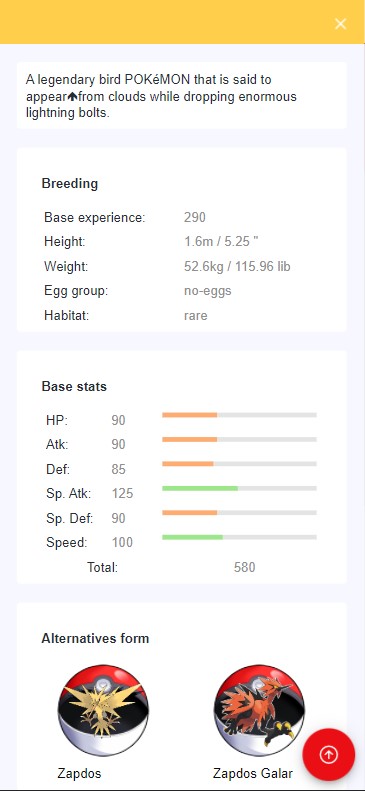 A legendary bird POKéMON that is said to
appear↑from clouds while dropping enormous
lightning bolts.
Breeding
Base experience: 290
Height: 1.6m / 5.25 "
Weight: 52.6kg / 115.96 lib
Egg group: no-eggs
Habitat: rare
Base stats
HP: 90
Atk: 90
Def: 85
Sp. Atk: 125
Sp. Def: 90
Speed: 100
Total: 580
Alternatives form
Zapdos Zapdos Galar